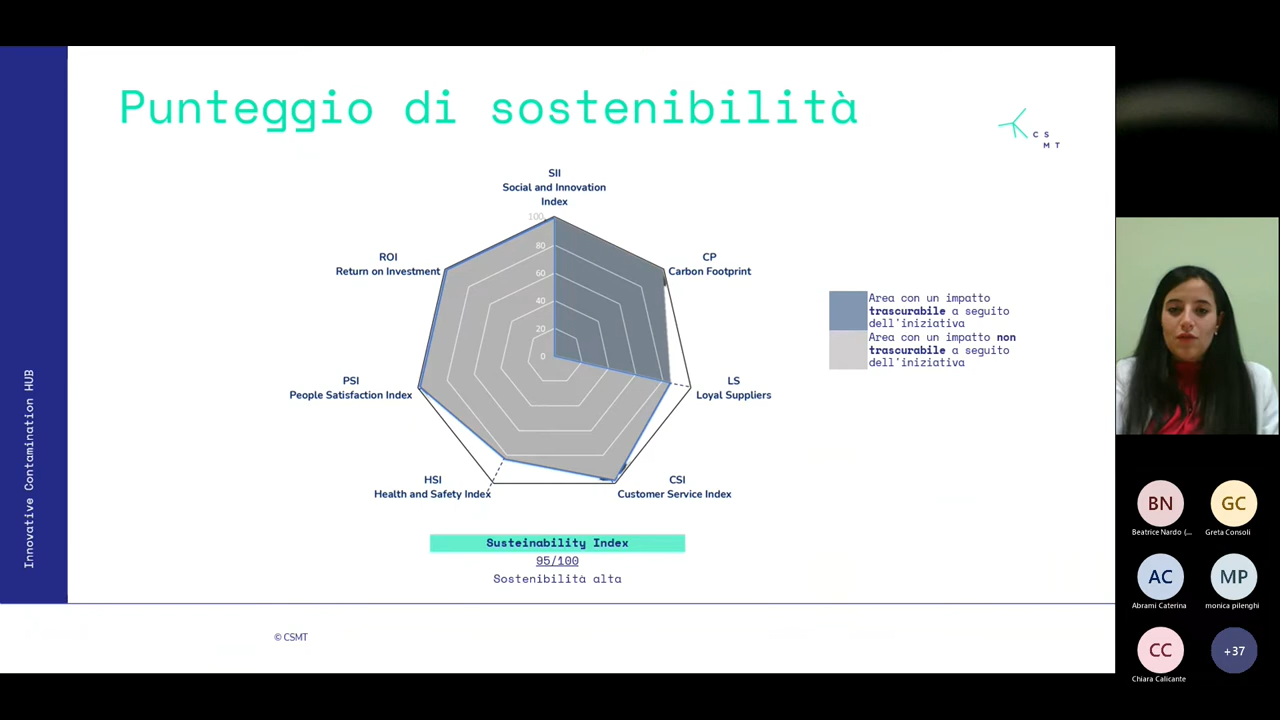 Punteggio di sostenibilità
C S
M T
SII
Social and Innovation
Index
100
80
60
40
20
0
ROI
Return on Investment
CP
Carbon Footprint
PSI
People Satisfaction Index
LS
Loyal Suppliers
HSI
Health and Safety Index
CSI
Customer Service Index
Area con un impatto
trascurabile a seguito
dell'iniziativa
Area con un impatto non
trascurabile a seguito
dell'iniziativa
Susteinability Index
95/100
Sostenibilità alta
Innovative Contamination HUB
© CSMT
BN
Beatrice Nardo (...
GC
Greta Consoli
AC
Abrami Caterina
MP
monica pilenghi
CC
Chiara Calicante
+37